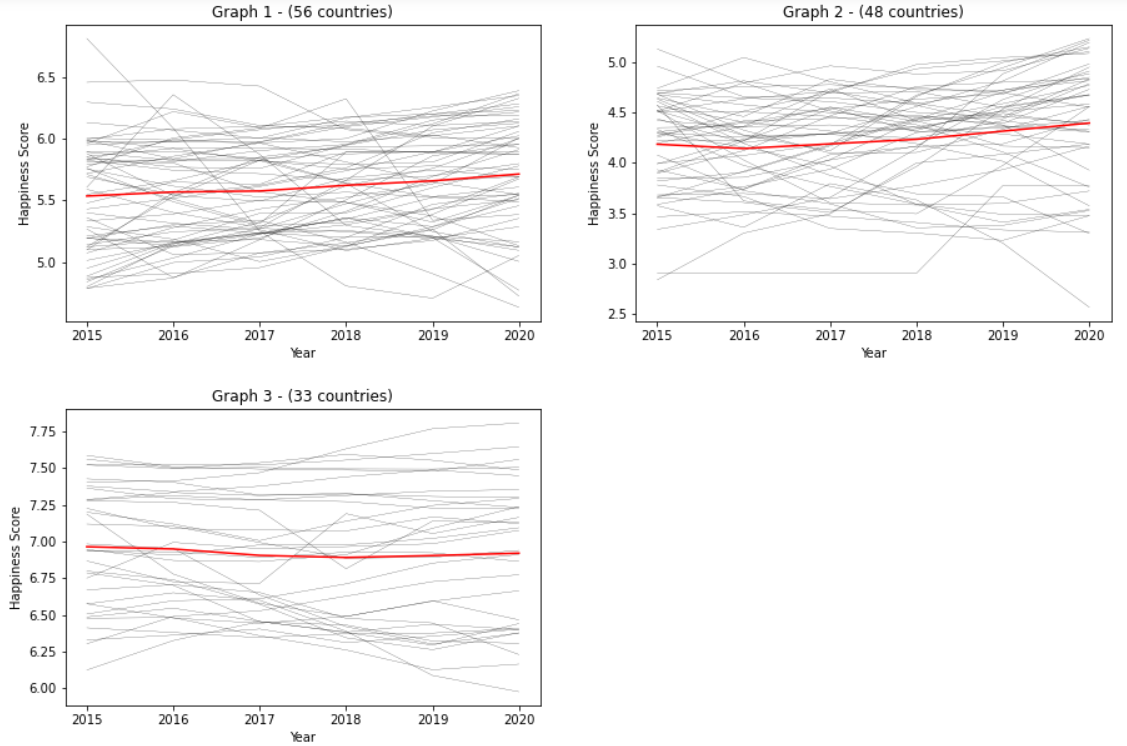 Graph 1 - (56 countries)
Happiness Score
6.5
6.0
5.5
5.0
2015 2016 2017 2018 2019 2020
Year
Graph 2 - (48 countries)
Happiness Score
5.0
4.5
4.0
3.5
3.0
2.5
2015 2016 2017 2018 2019 2020
Year
Graph 3 - (33 countries)
Happiness Score
7.75
7.50
7.25
7.00
6.75
6.50
6.25
6.00
2015 2016 2017 2018 2019 2020
Year